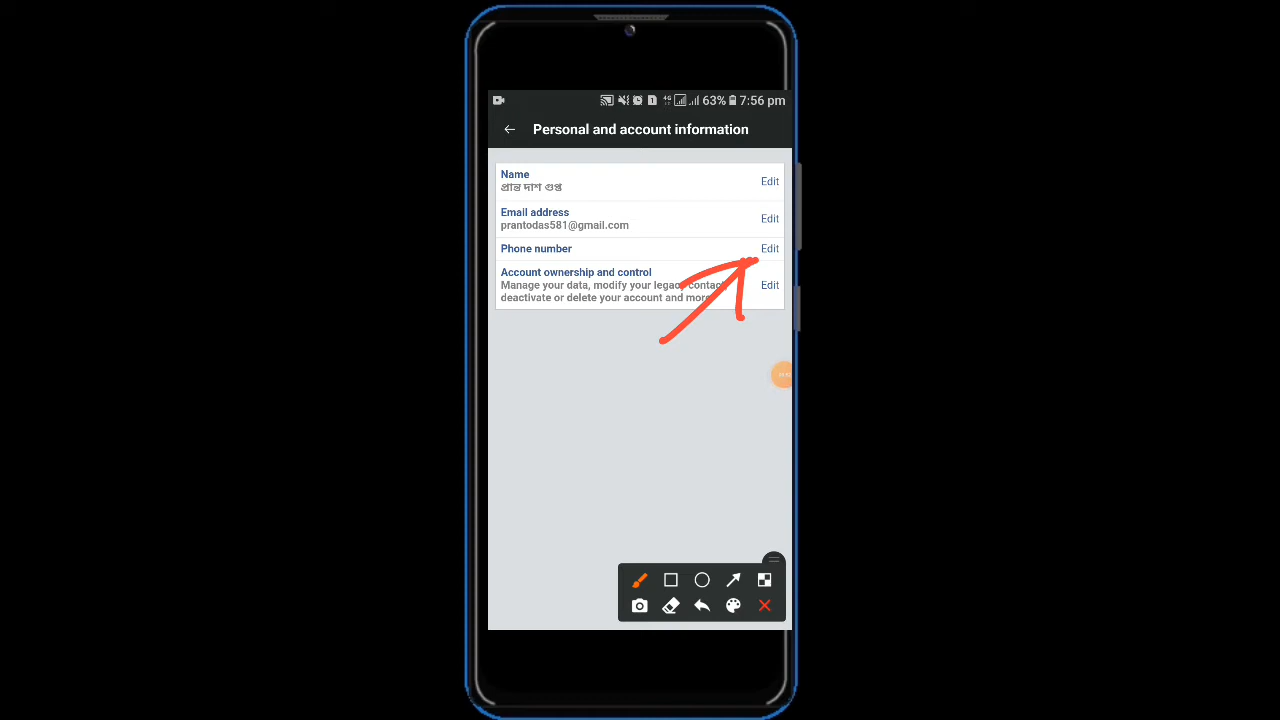 63% 7:56 pm
Personal and account information
Name
প্রান্ত দাশ গুপ্ত
Edit
Email address
prantodas581@gmail.com
Edit
Phone number
Edit
Account ownership and control
Manage your data, modify your legacy contact,
deactivate or delete your account and more.
Edit